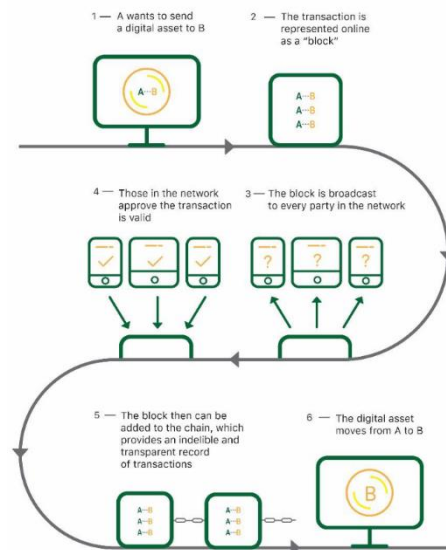 1 — A wants to send
a digital asset to B
2 — The transaction is
represented online
as a “block”
A--B
A--B
A--B
A--B
4 — Those in the network
approve the transaction
is valid
3 — The block is broadcast
to every party in the network
? ? ?
5 — The block then can be
added to the chain, which
provides an indelible and
transparent record
of transactions
6 — The digital asset
moves from A to B
A--B A--B
A--B A--B
A--B A--B
B